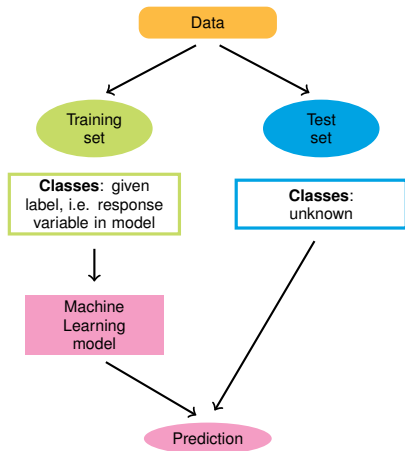 Data
Training
set
Test
set
Classes: given
label, i.e. response
variable in model
Classes:
unknown
Machine
Learning
model
Prediction